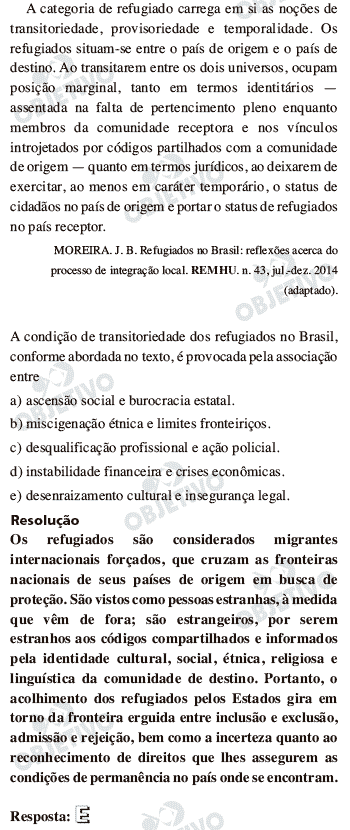 A categoria de refugiado carrega em si as noções de
transitoriedade, provisoriedade e temporalidade. Os
refugiados situam-se entre o país de origem e o país de
destino. Ao transitarem entre os dois universos, ocupam
posição marginal, tanto em termos identitários —
assentada na falta de pertencimento pleno enquanto
membros da comunidade receptora e nos vínculos
introjetados por códigos partilhados com a comunidade
de origem — quanto em termos jurídicos, ao deixarem de
exercitar, ao menos em caráter temporário, o status de
cidadãos no país de origem e portar o status de refugiados
no país receptor.
MOREIRA. J. B. Refugiados no Brasil: reflexões acerca do
processo de integração local. REMHU. n. 43, jul.-dez. 2014
(adaptado).
A condição de transitoriedade dos refugiados no Brasil,
conforme abordada no texto, é provocada pela associação
entre
a) ascensão social e burocracia estatal.
b) miscigenação étnica e limites fronteiriços.
c) desqualificação profissional e ação policial.
d) instabilidade financeira e crises econômicas.
e) desenraizamento cultural e insegurança legal.
Resolução
Os refugiados são considerados migrantes
internacionais forçados, que cruzam as fronteiras
nacionais de seus países de origem em busca de
proteção. São vistos como pessoas estranhas, à medida
que vêm de fora; são estrangeiros, por serem
estranhos aos códigos compartilhados e informados
pela identidade cultural, social, étnica, religiosa e
linguística da comunidade de destino. Portanto, o
acolhimento dos refugiados pelos Estados gira em
torno da fronteira erguida entre inclusão e exclusão,
admissão e rejeição, bem como a incerteza quanto ao
reconhecimento de direitos que lhes assegurem as
condições de permanência no país onde se encontram.
Resposta: E